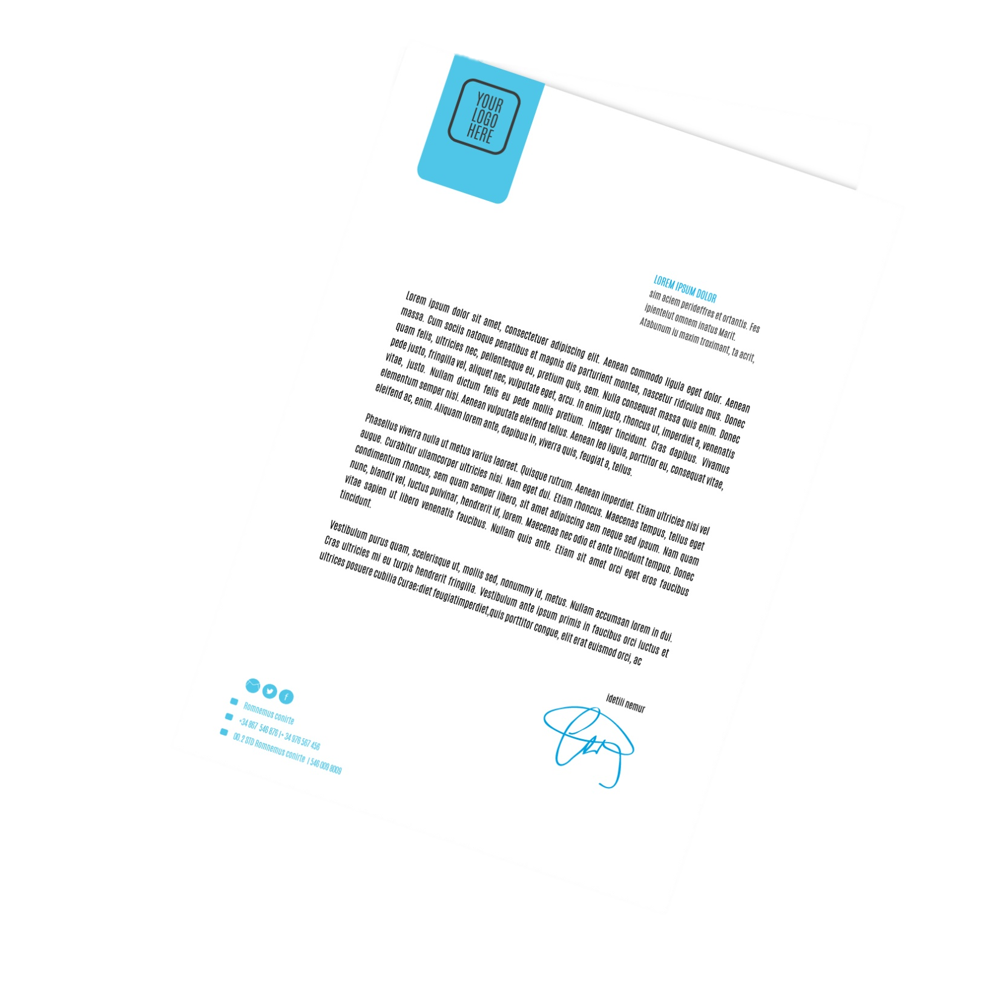 YOUR
LOGO
HERE
LOREM IPSUM DOLOR
sim aciem perideffres et ortantis. Fes
ipientelut omnem inatus Marit.
Atabunum iu maxim troximant, ta acrit,
Lorem ipsum dolor sit amet, consectetuer adipiscing elit. Aenean commodo ligula eget dolor. Aenean
massa. Cum sociis natoque penatibus et magnis dis parturient montes, nascetur ridiculus mus. Donec
quam felis, ultricies nec, pellentesque eu, pretium quis, sem. Nulla consequat massa quis enim. Donec
pede justo, fringilla vel, aliquet nec, vulputate eget, arcu. In enim justo, rhoncus ut, imperdiet a, venenatis
vitae, justo. Nullam dictum felis eu pede mollis pretium. Integer tincidunt. Cras dapibus. Vivamus
elementum semper nisi. Aenean vulputate eleifend tellus. Aenean leo ligula, porttitor eu, consequat vitae,
eleifend ac, enim. Aliquam lorem ante, dapibus in, viverra quis, feugiat a, tellus.
Phasellus viverra nulla ut metus varius laoreet. Quisque rutrum. Aenean imperdiet. Etiam ultricies nisi vel
augue. Curabitur ullamcorper ultricies nisi. Nam eget dui. Etiam rhoncus. Maecenas tempus, tellus eget
condimentum rhoncus, sem quam semper libero, sit amet adipiscing sem neque sed ipsum. Nam quam
nunc, blandit vel, luctus pulvinar, hendrerit id, lorem. Maecenas nec odio et ante tincidunt tempus. Donec
vitae sapien ut libero venenatis faucibus. Nullam quis ante. Etiam sit amet orci eget eros faucibus
tincidunt.
Vestibulum purus quam, scelerisque ut, mollis sed, nonummy id, metus. Nullam accumsan lorem in dui.
Cras ultricies mi eu turpis hendrerit fringilla. Vestibulum ante ipsum primis in faucibus orci luctus et
ultrices posuere cubilia Curae;diet feugiatimperdiet,quis porttitor congue, elit erat euismod orci, ac
Idetili nemur
Romnemus conirte
+34 867 546 876 |+ 34 976 567 456
00.2 STD Romnemus conirte | 546 009 8009